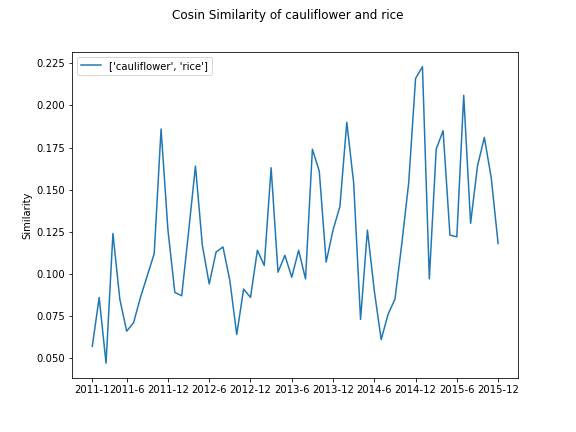 Cosin Similarity of cauliflower and rice
['cauliflower', 'rice']
0.225
0.200
0.175
0.150
0.125
0.100
0.075
0.050
Similarity
2011-1 2011-6 2011-12 2012-6 2012-12 2013-6 2013-12 2014-6 2014-12 2015-6 2015-12